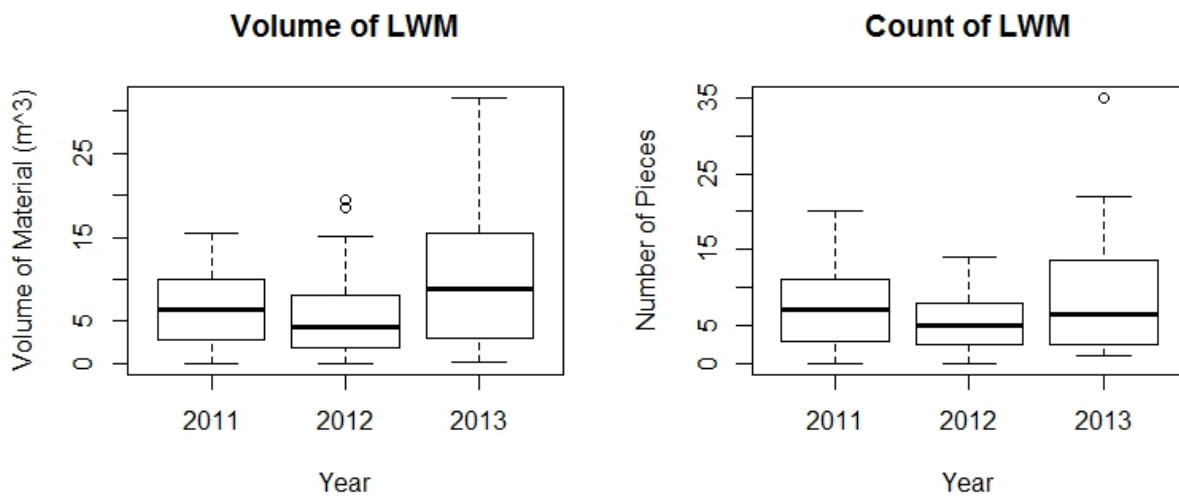 Volume of LWM
Volume of Material (m^3)
25
15
5
0
2011 2012 2013
Year
Count of LWM
Number of Pieces
35
25
15
5
0
2011 2012 2013
Year